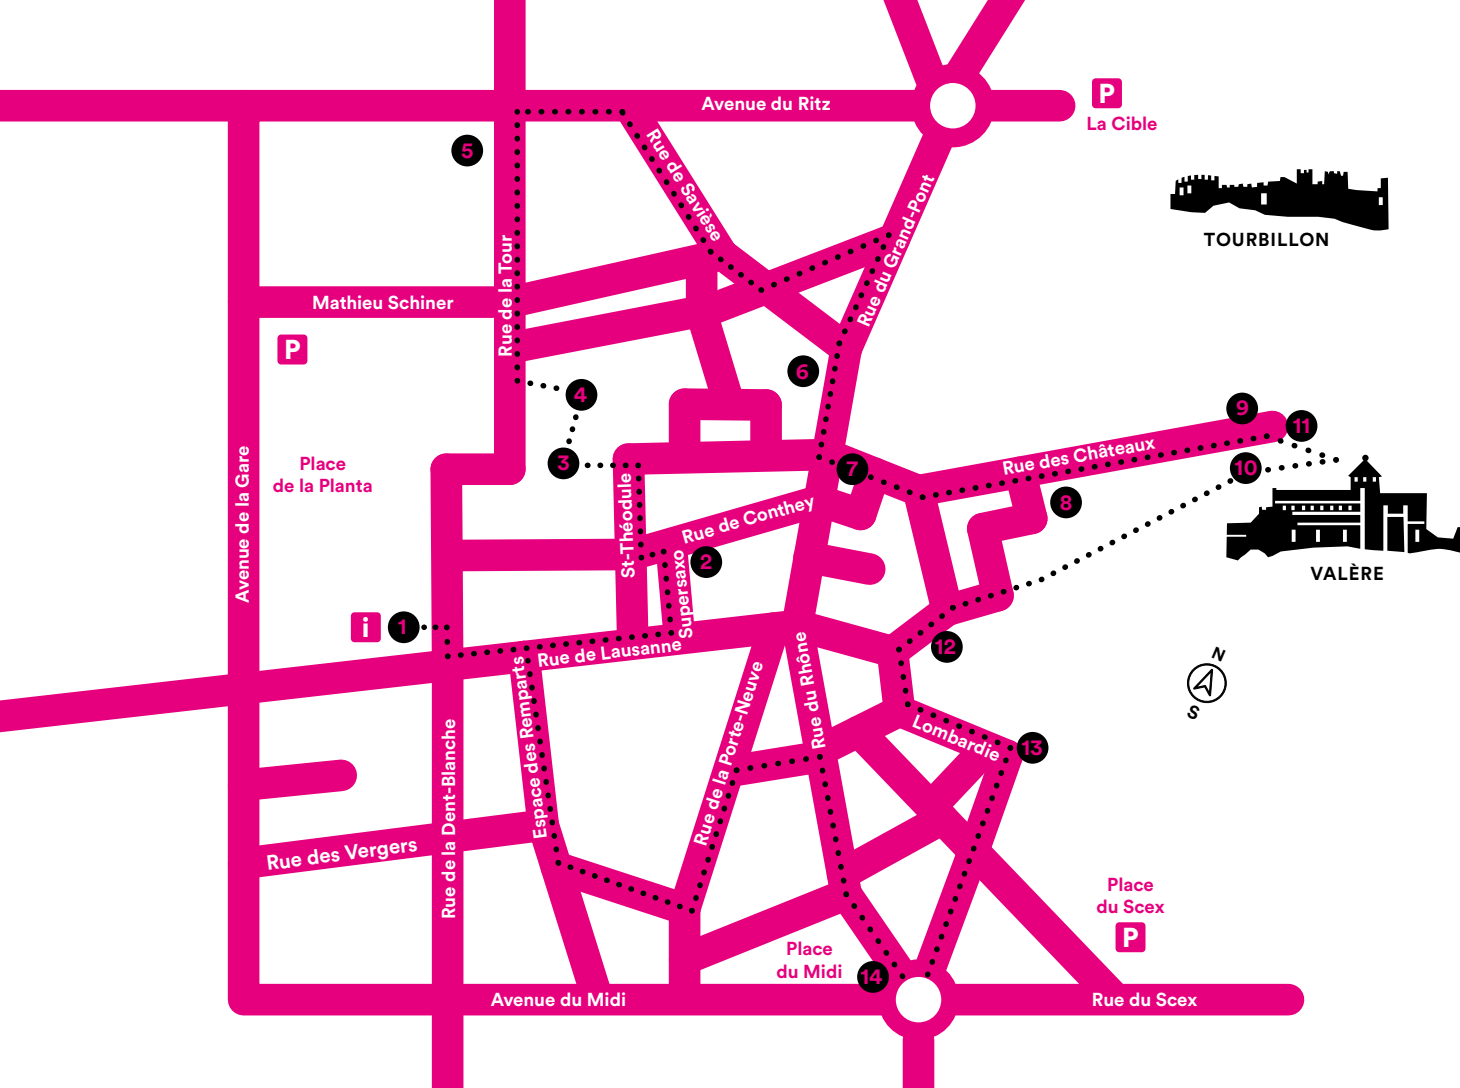 Avenue du Ritz
P
La Cible
5
Rue de Savièse
Rue du Grand-Pont
TOURBILLON
Rue de la Tour
Mathieu Schiner
P
6
4
9
11
Place
de la Planta
3
7
Rue des Châteaux
10
Avenue de la Gare
St-Théodule
Rue de Conthey
8
2
VALÈRE
Supersaxo
i
1
Rue de Lausanne
12
N
S
Espace des Remparts
Rue de la Porte-Neuve
Rue du Rhône
Lombardie
13
Rue de la Dent-Blanche
Rue des Vergers
Place
du Scex
P
Place
du Midi
14
Avenue du Midi
Rue du Scex